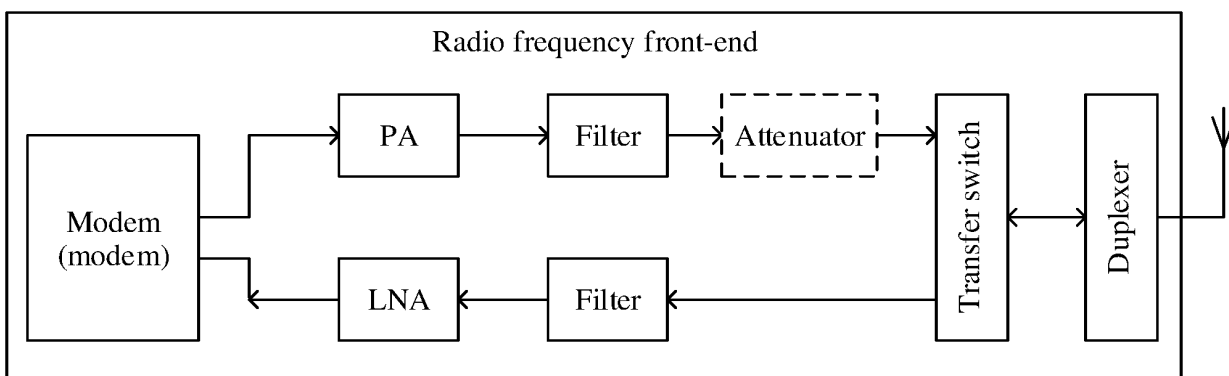 Radio frequency front-end
PA
Filter
Attenuator
Modem
(modem)
LNA
Filter
Transfer switch
Duplexer